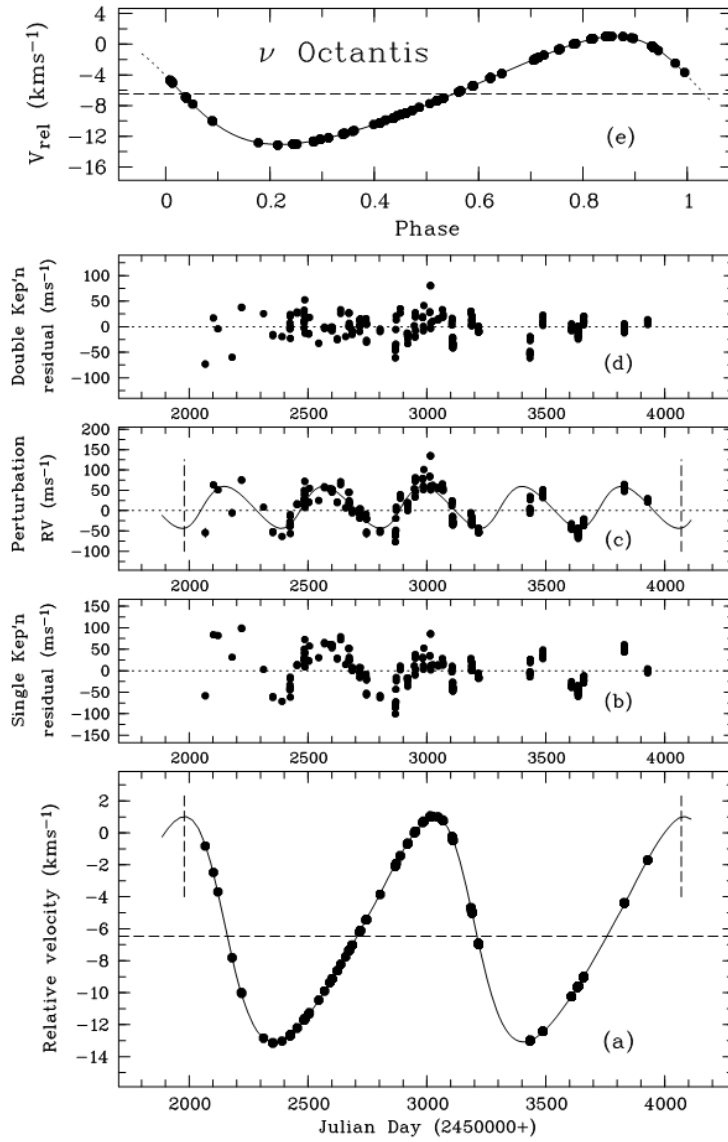 ν Octantis
V_rel (kms⁻¹)
4
0
−4
−8
−12
−16
(e)
0 0.2 0.4 0.6 0.8 1
Phase
Double Kep'n
residual (ms⁻¹)
100
50
0
−50
−100
(d)
2000 2500 3000 3500 4000
Perturbation
RV (ms⁻¹)
200
150
100
50
0
−50
−100
(c)
2000 2500 3000 3500 4000
Single Kep'n
residual (ms⁻¹)
150
100
50
0
−50
−100
−150
(b)
2000 2500 3000 3500 4000
Relative velocity (kms⁻¹)
2
0
−2
−4
−6
−8
−10
−12
−14
(a)
2000 2500 3000 3500 4000
Julian Day (2450000+)